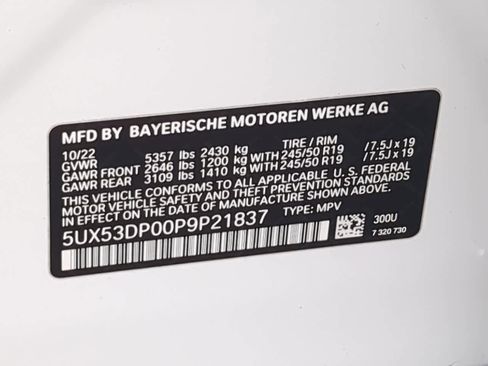 MFD BY BAYERISCHE MOTOREN WERKE AG
10/22 TIRE / RIM
GVWR 5357 lbs 2430 kg
GAWR FRONT 2646 lbs 1200 kg WITH 245/50 R19 / 7.5J x 19
GAWR REAR 3109 lbs 1410 kg WITH 245/50 R19 / 7.5J x 19
THIS VEHICLE CONFORMS TO ALL APPLICABLE U. S. FEDERAL
MOTOR VEHICLE SAFETY, BUMPER, AND THEFT PREVENTION
STANDARDS IN EFFECT ON THE DATE OF MANUFACTURE SHOWN ABOVE.
5UX53DP00P9P21837 TYPE: MPV
300U
7 320 730